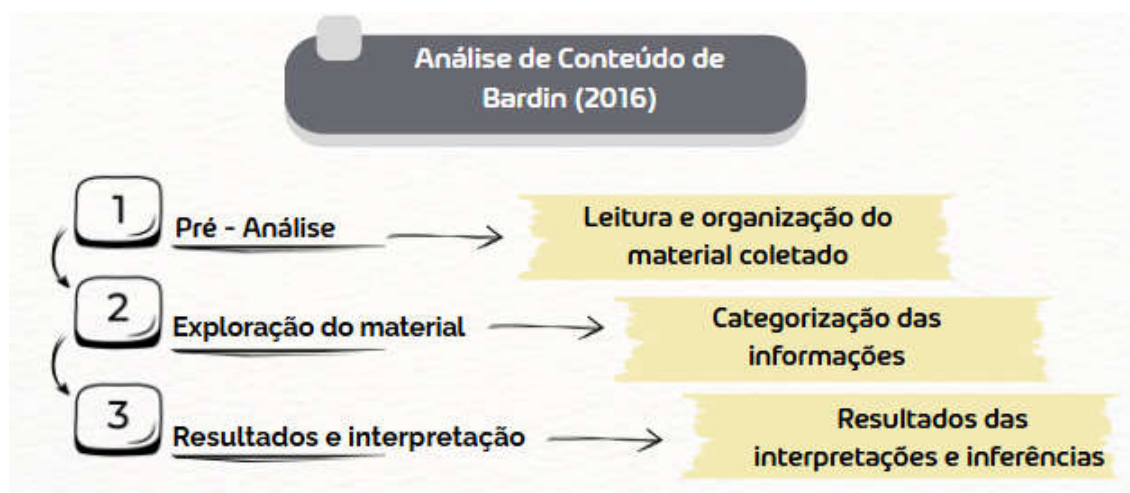 Análise de Conteúdo de
Bardin (2016)
1
Pré - Análise
Leitura e organização do
material coletado
2
Exploração do material
Categorização das
informações
3
Resultados e interpretação
Resultados das
interpretações e inferências